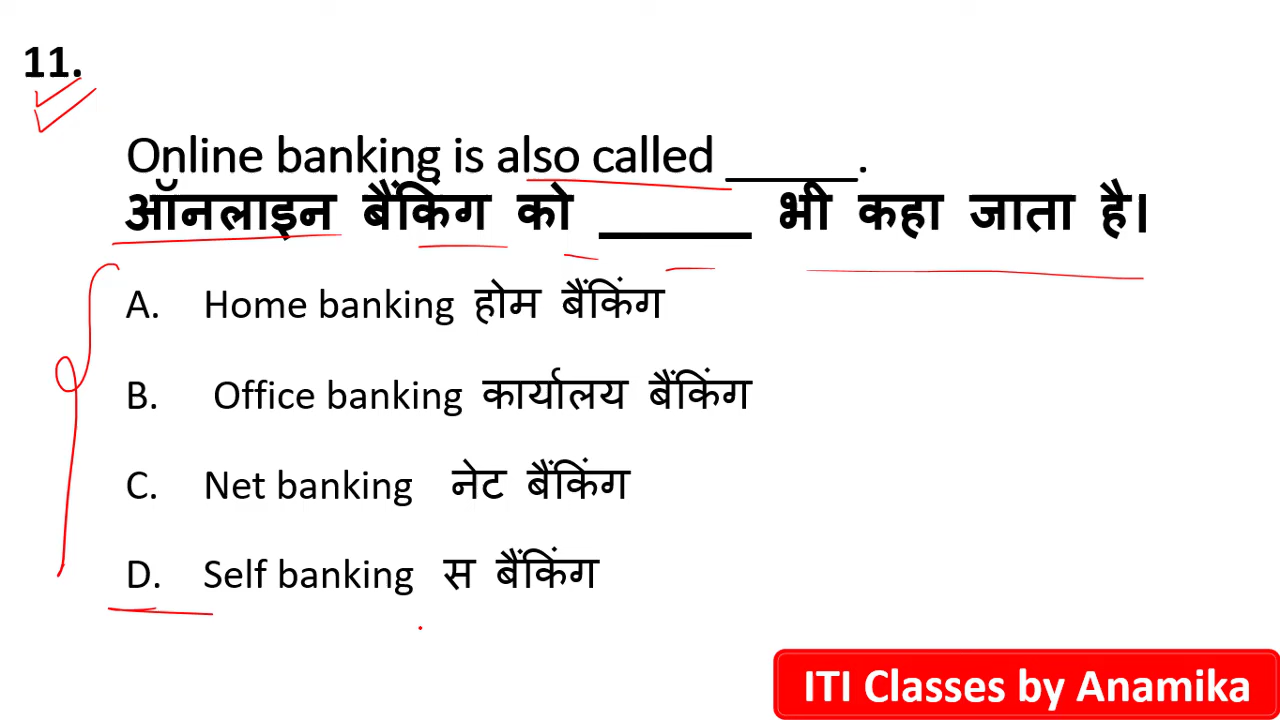 11.
Online banking is also called ______.
ऑनलाइन बैंकिंग को ______ भी कहा जाता है।
A. Home banking होम बैंकिंग
B. Office banking कार्यालय बैंकिंग
C. Net banking नेट बैंकिंग
D. Self banking स बैंकिंग
ITI Classes by Anamika